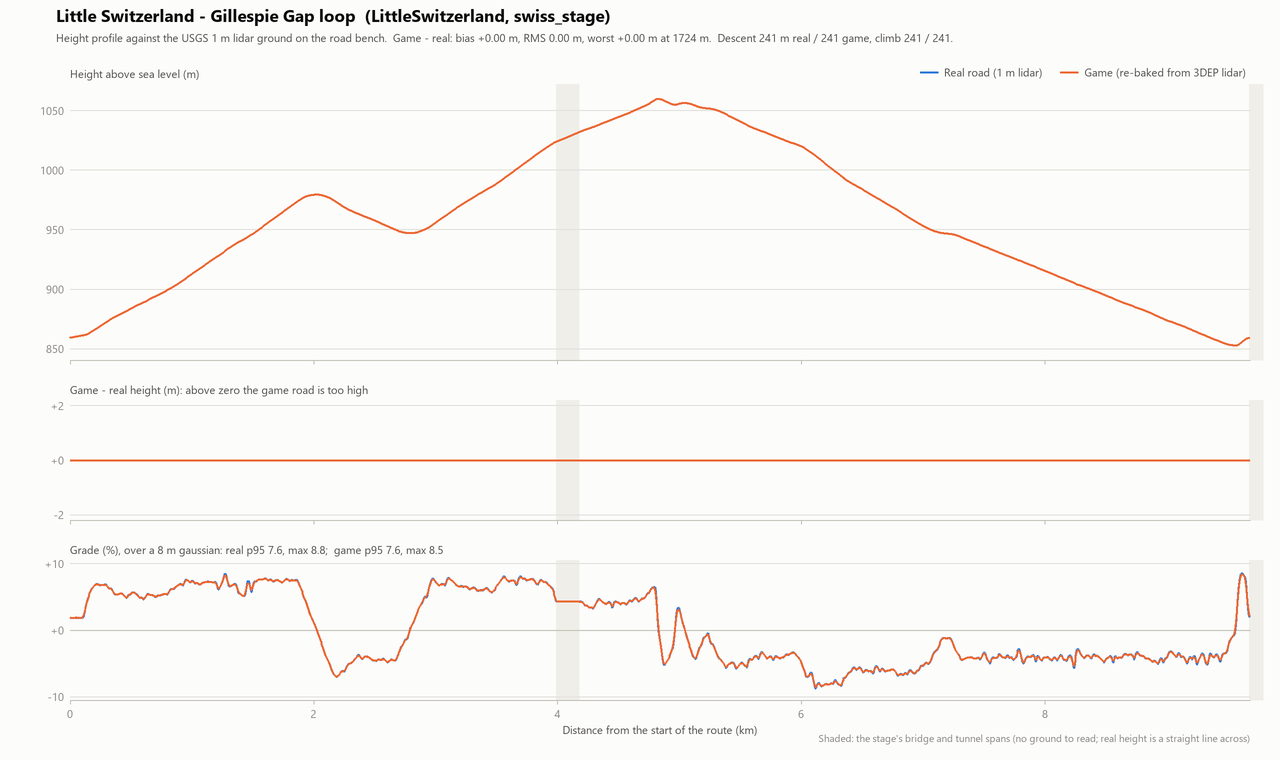 Little Switzerland - Gillespie Gap loop (LittleSwitzerland, swiss_stage)
Height profile against the USGS 1 m lidar ground on the road bench. Game - real: bias +0.00 m, RMS 0.00 m, worst +0.00 m at 1724 m. Descent 241 m real / 241 game, climb 241 / 241.
Height above sea level (m)
Real road (1 m lidar)
Game (re-baked from 3DEP lidar)
1050
1000
950
900
850
Game - real height (m): above zero the game road is too high
+2
+0
-2
Grade (%), over a 8 m gaussian: real p95 7.6, max 8.8; game p95 7.6, max 8.5
+10
+0
-10
0 2 4 6 8
Distance from the start of the route (km)
Shaded: the stage's bridge and tunnel spans (no ground to read; real height is a straight line across)